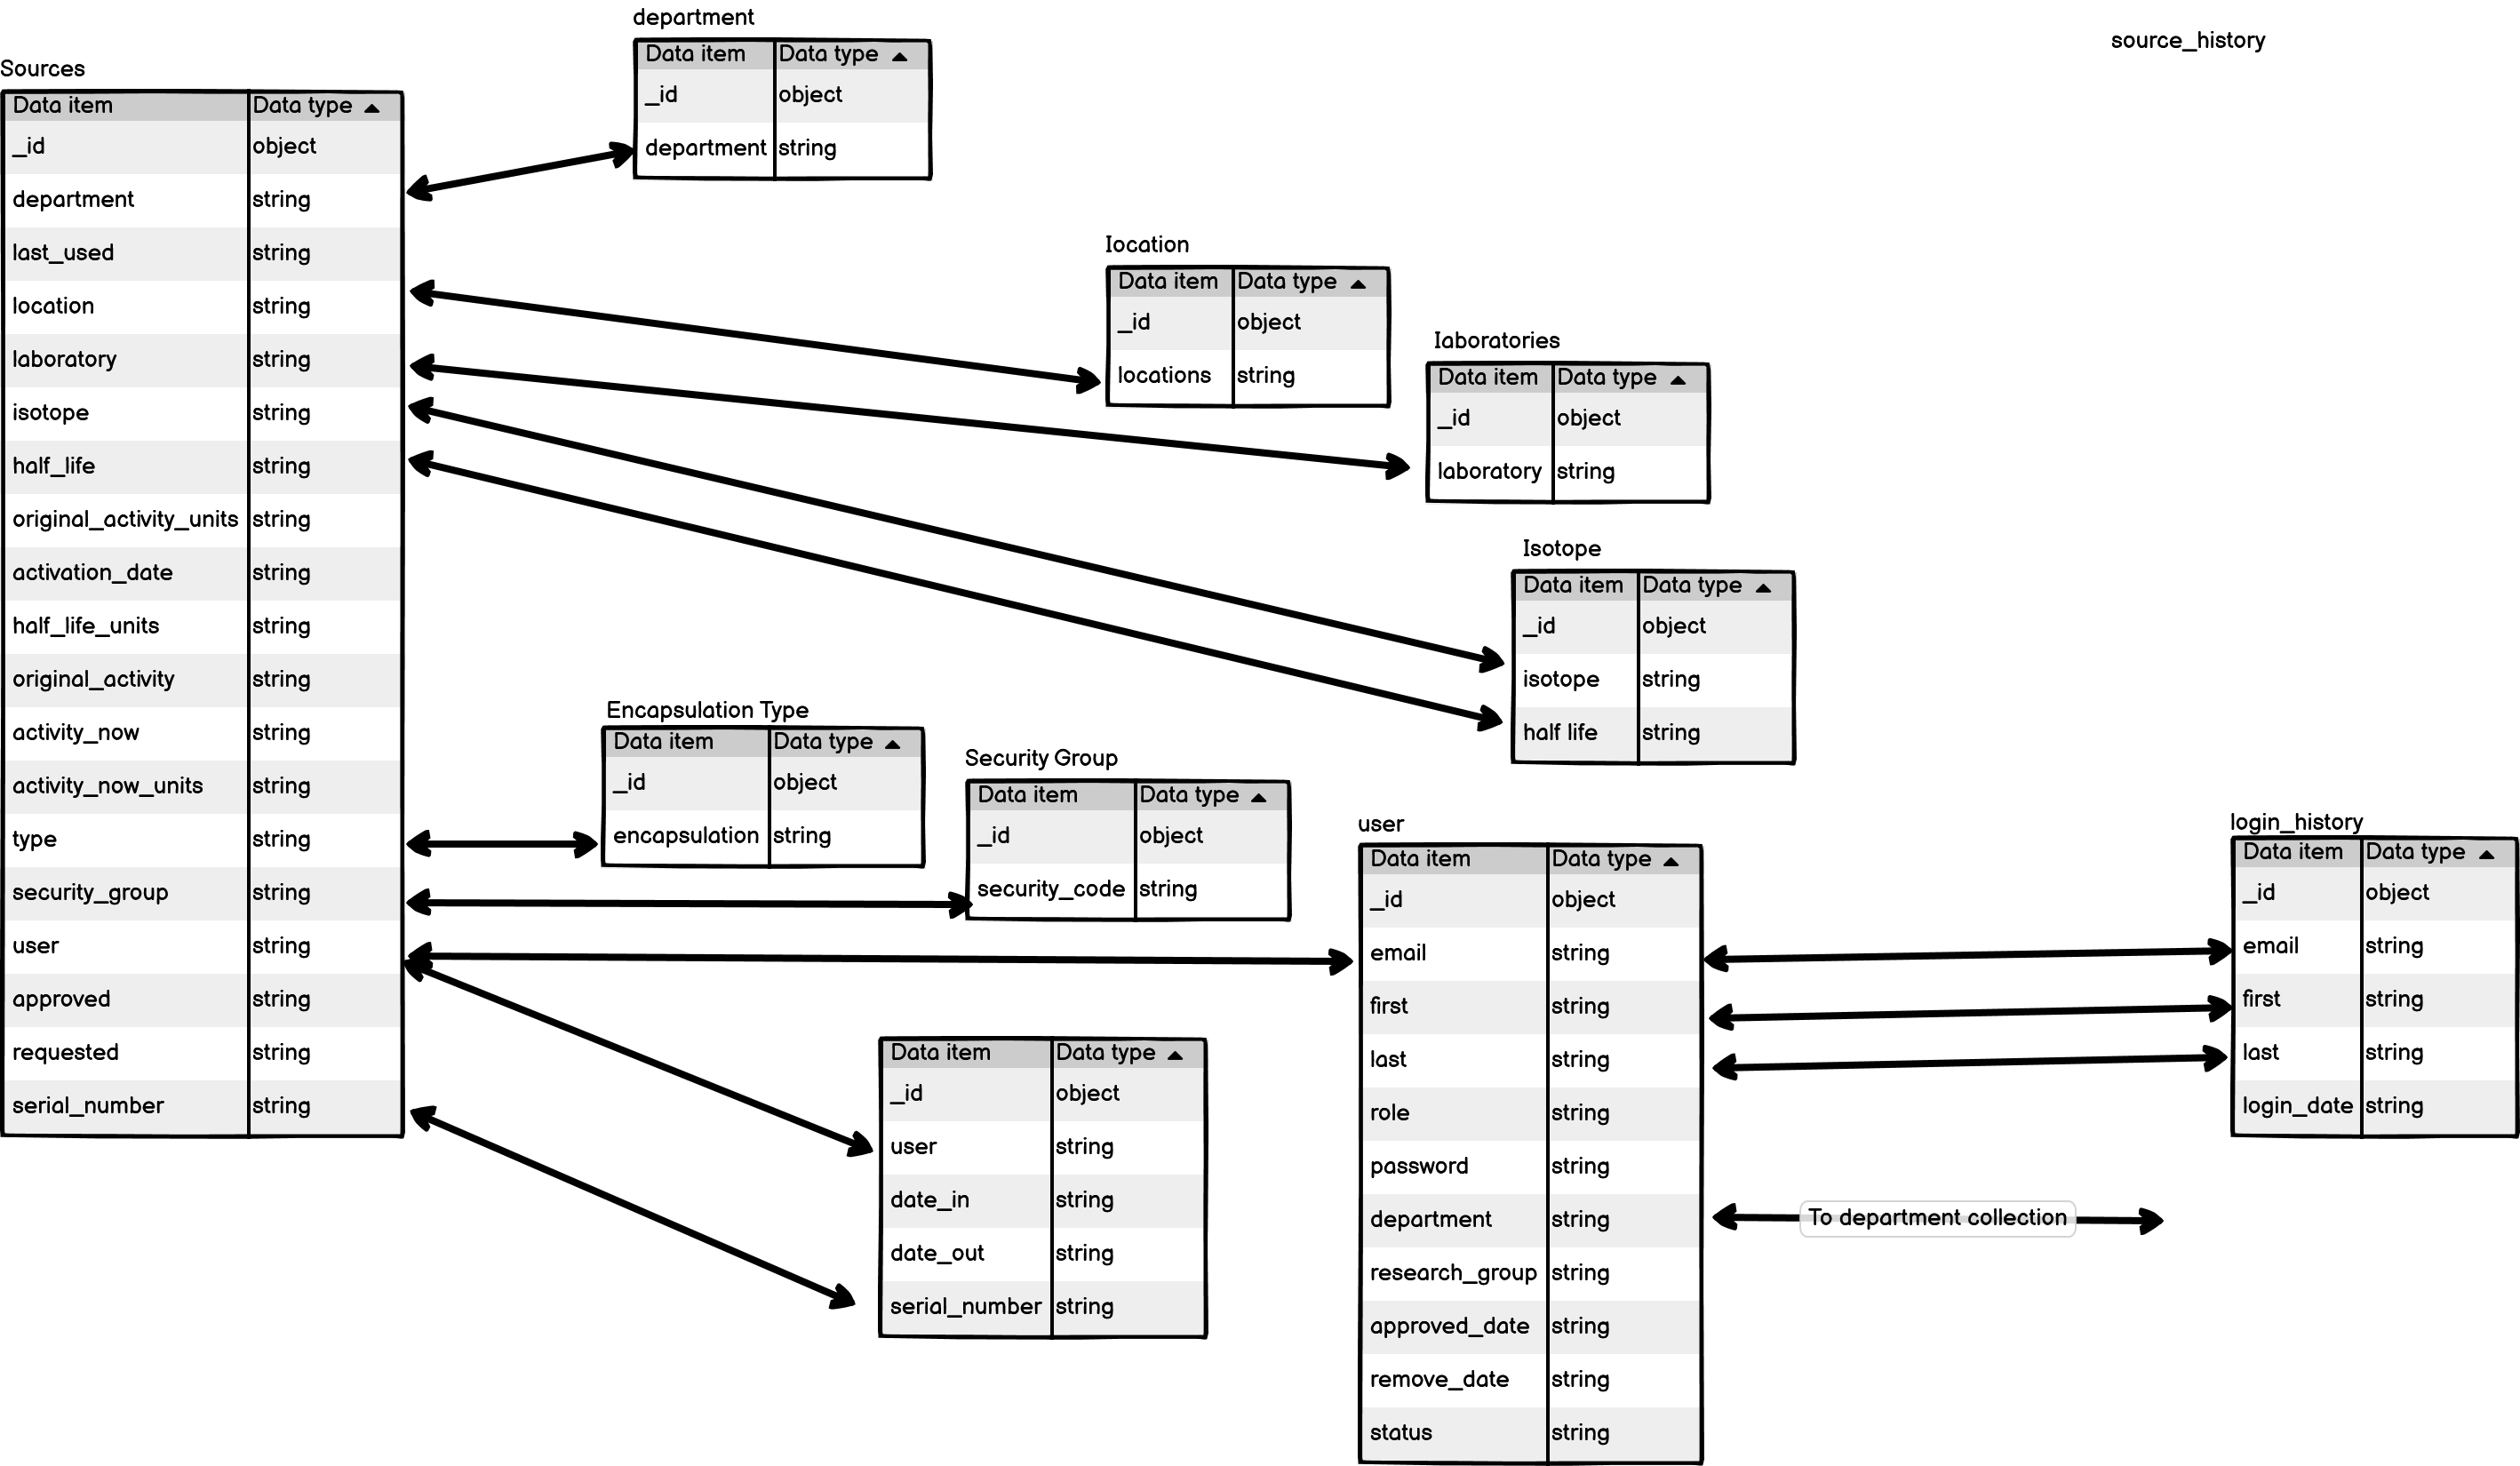 department
source_history
Data item Data type
_id object
department string
Sources
Data item Data type
_id object
department string
last_used string
location string
laboratory string
isotope string
half_life string
original_activity_units string
activation_date string
half_life_units string
original_activity string
activity_now string
activity_now_units string
type string
security_group string
user string
approved string
requested string
serial_number string
location
Data item Data type
_id object
locations string
laboratories
Data item Data type
_id object
laboratory string
Isotope
Data item Data type
_id object
isotope string
half life string
Encapsulation Type
Data item Data type
_id object
encapsulation string
Security Group
Data item Data type
_id object
security_code string
user
Data item Data type
_id object
email string
first string
last string
role string
password string
department string
research_group string
approved_date string
remove_date string
status string
login_history
Data item Data type
_id object
email string
first string
last string
login_date string
Data item Data type
_id object
user string
date_in string
date_out string
serial_number string
To department collection